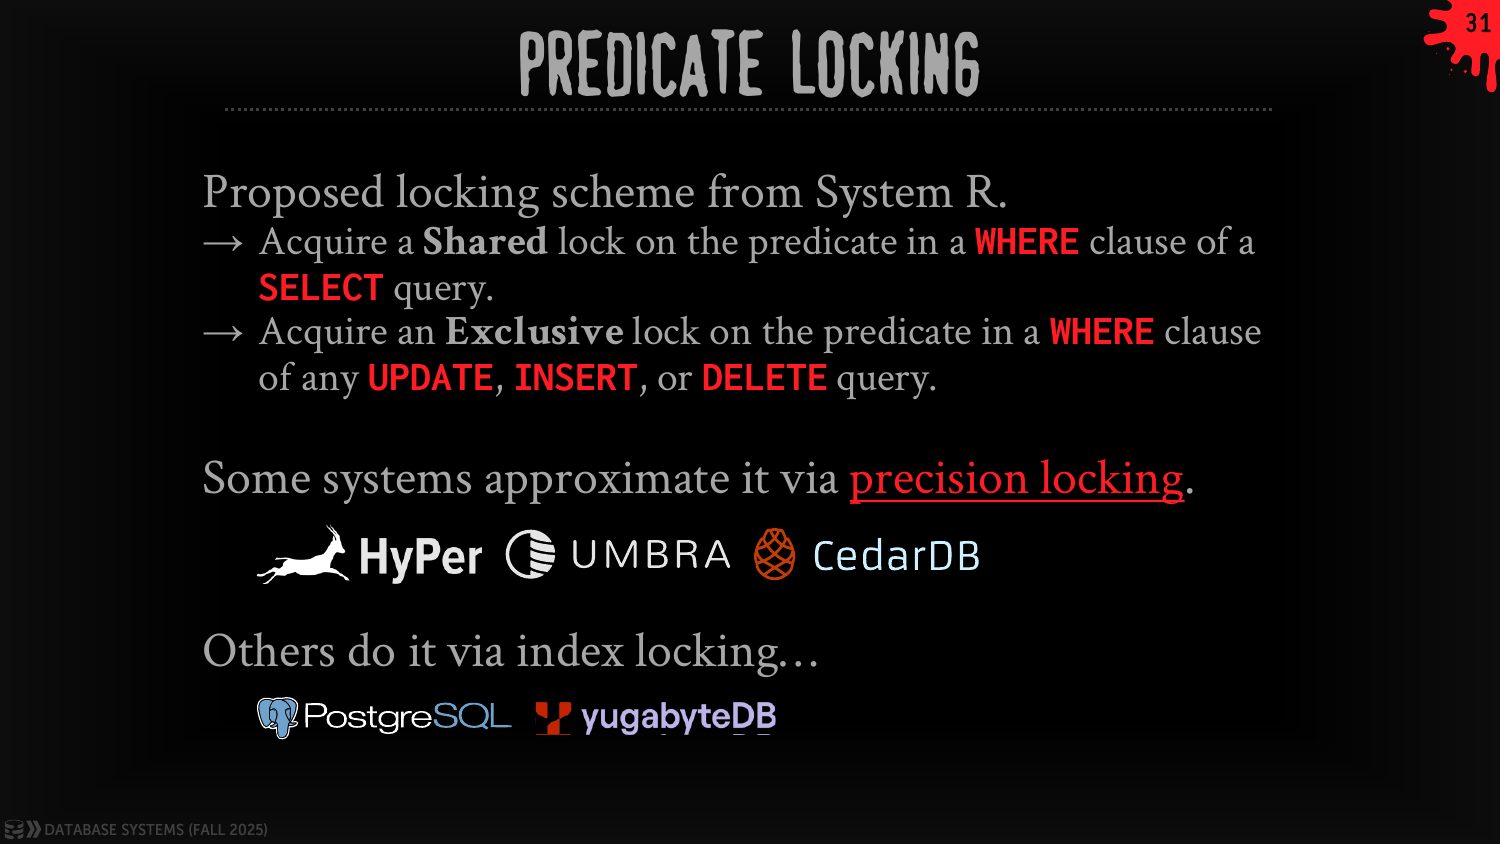 31
PREDICATE LOCKING
Proposed locking scheme from System R.
→ Acquire a Shared lock on the predicate in a WHERE clause of a
SELECT query.
→ Acquire an Exclusive lock on the predicate in a WHERE clause
of any UPDATE, INSERT, or DELETE query.
Some systems approximate it via precision locking.
HyPer UMBRA CedarDB
Others do it via index locking…
PostgreSQL yugabyteDB
DATABASE SYSTEMS (FALL 2025)